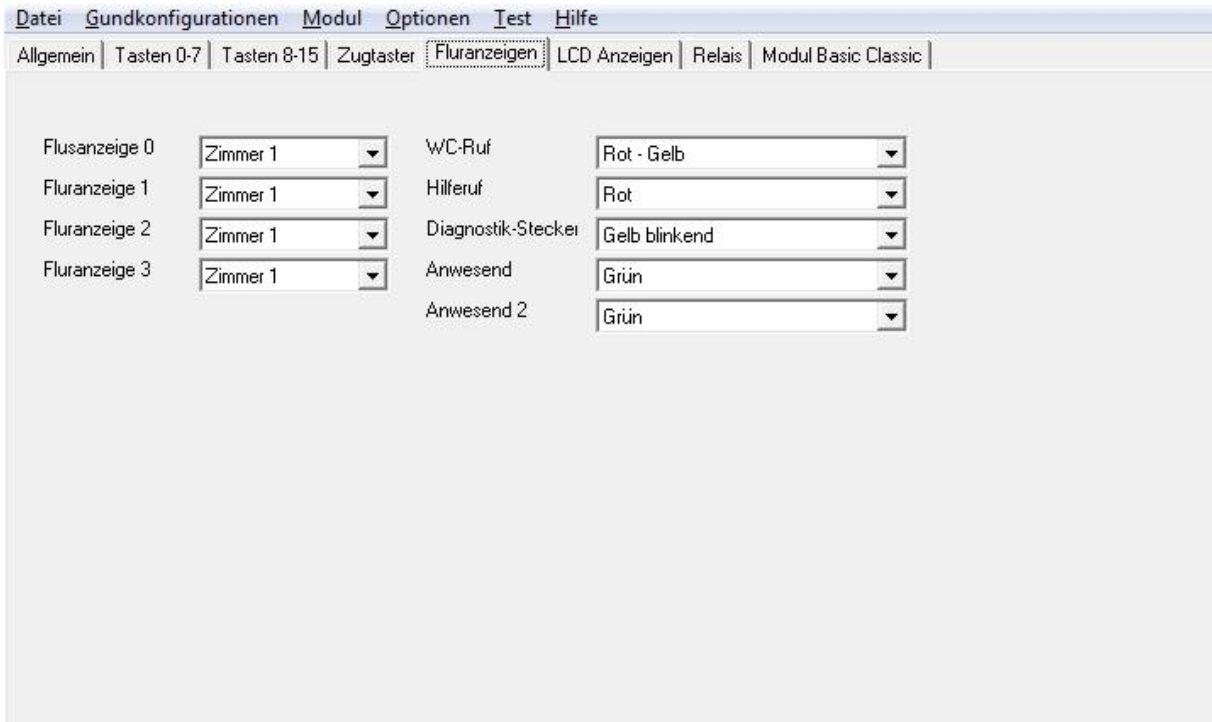 Datei Gundkonfigurationen Modul Optionen Test Hilfe
Allgemein Tasten 0-7 Tasten 8-15 Zugtaster Fluranzeigen LCD Anzeigen Relais Modul Basic Classic
Flusanzeige 0 Zimmer 1 WC-Ruf Rot - Gelb
Fluranzeige 1 Zimmer 1 Hilferuf Rot
Fluranzeige 2 Zimmer 1 Diagnostik-Stecker Gelb blinkend
Fluranzeige 3 Zimmer 1 Anwesend Grün
Anwesend 2 Grün